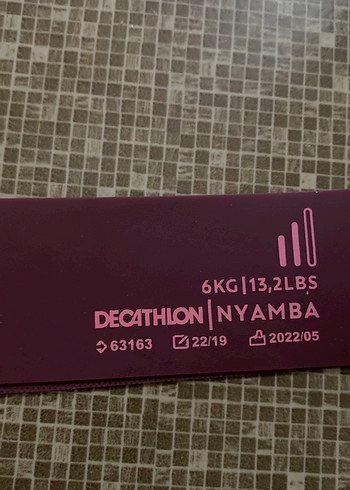 6KG|13,2LBS
DECATHLON|NYAMBA
63163 22/19 2022/05